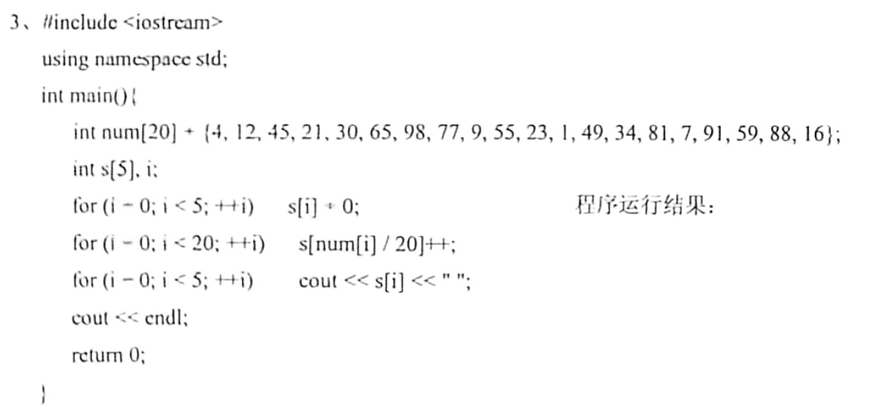 3、#include <iostream>
using namespace std;
int main(){
int num[20] = {4, 12, 45, 21, 30, 65, 98, 77, 9, 55, 23, 1, 49, 34, 81, 7, 91, 59, 88, 16};
int s[5], i;
for (i = 0; i < 5; ++i) s[i] = 0; 程序运行结果：
for (i = 0; i < 20; ++i) s[num[i] / 20]++;
for (i = 0; i < 5; ++i) cout << s[i] << " ";
cout << endl;
return 0;
}